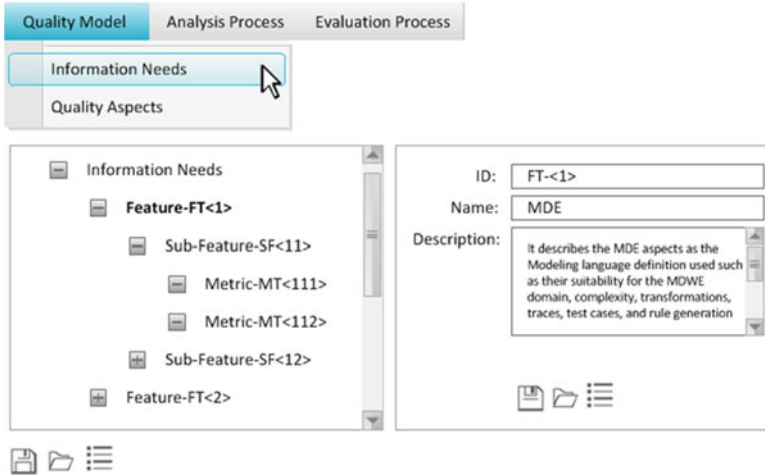 Quality Model Analysis Process Evaluation Process
Information Needs
Quality Aspects
Information Needs
Feature-FT<1>
Sub-Feature-SF<11>
Metric-MT<111>
Metric-MT<112>
Sub-Feature-SF<12>
Feature-FT<2>
ID: FT-<1>
Name: MDE
Description: It describes the MDE aspects as the
Modeling language definition used such
as their suitability for the MDWE
domain, complexity, transformations,
traces, test cases, and rule generation